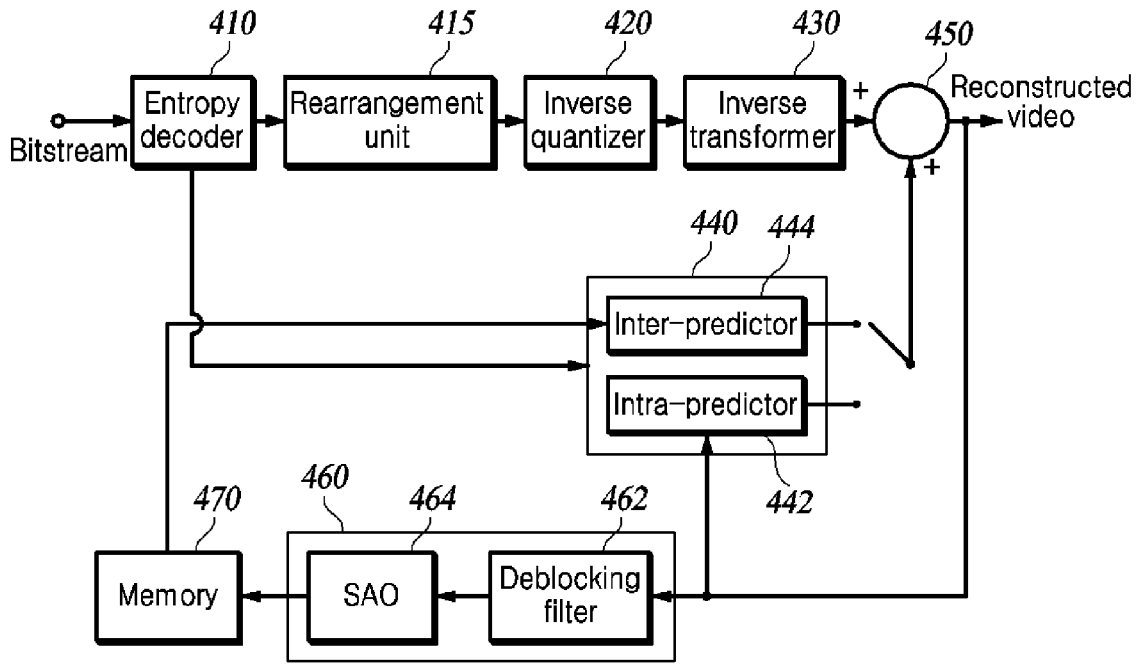 410
415
420
430
450
Entropy
decoder
Rearrangement
unit
Inverse
quantizer
Inverse
transformer
+
+
Reconstructed
video
Bitstream
440
444
Inter-predictor
Intra-predictor
442
470
460
464
462
Memory
SAO
Deblocking
filter